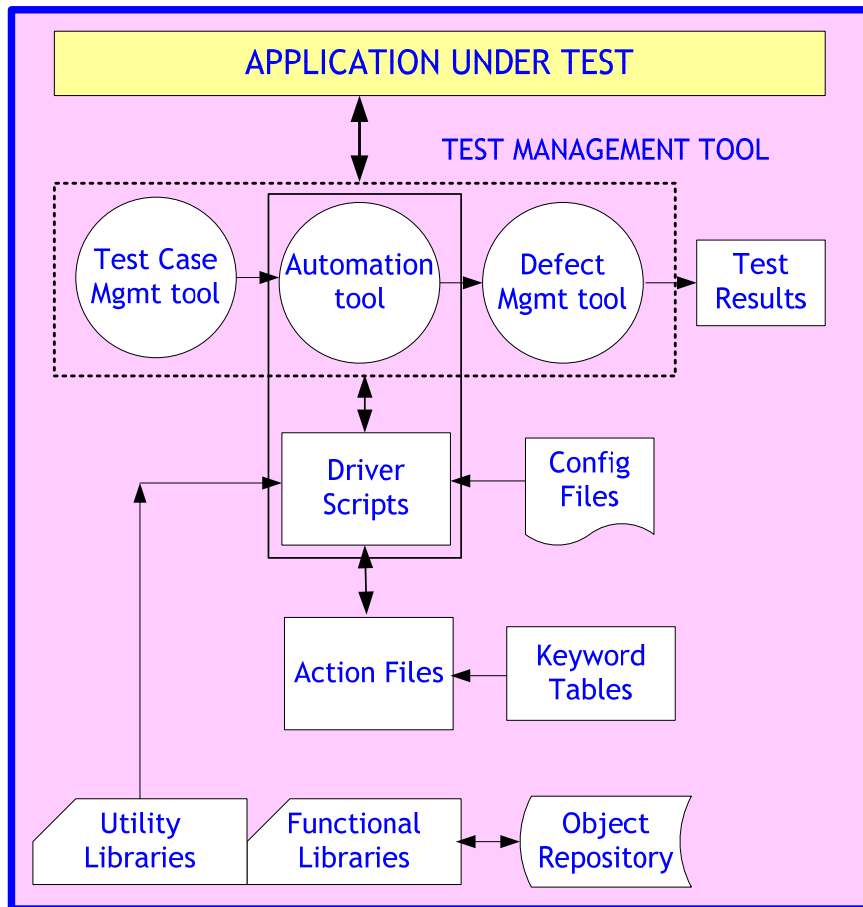 APPLICATION UNDER TEST
TEST MANAGEMENT TOOL
Test Case
Mgmt tool
Automation
tool
Defect
Mgmt tool
Test
Results
Driver
Scripts
Config
Files
Action Files
Keyword
Tables
Utility
Libraries
Functional
Libraries
Object
Repository